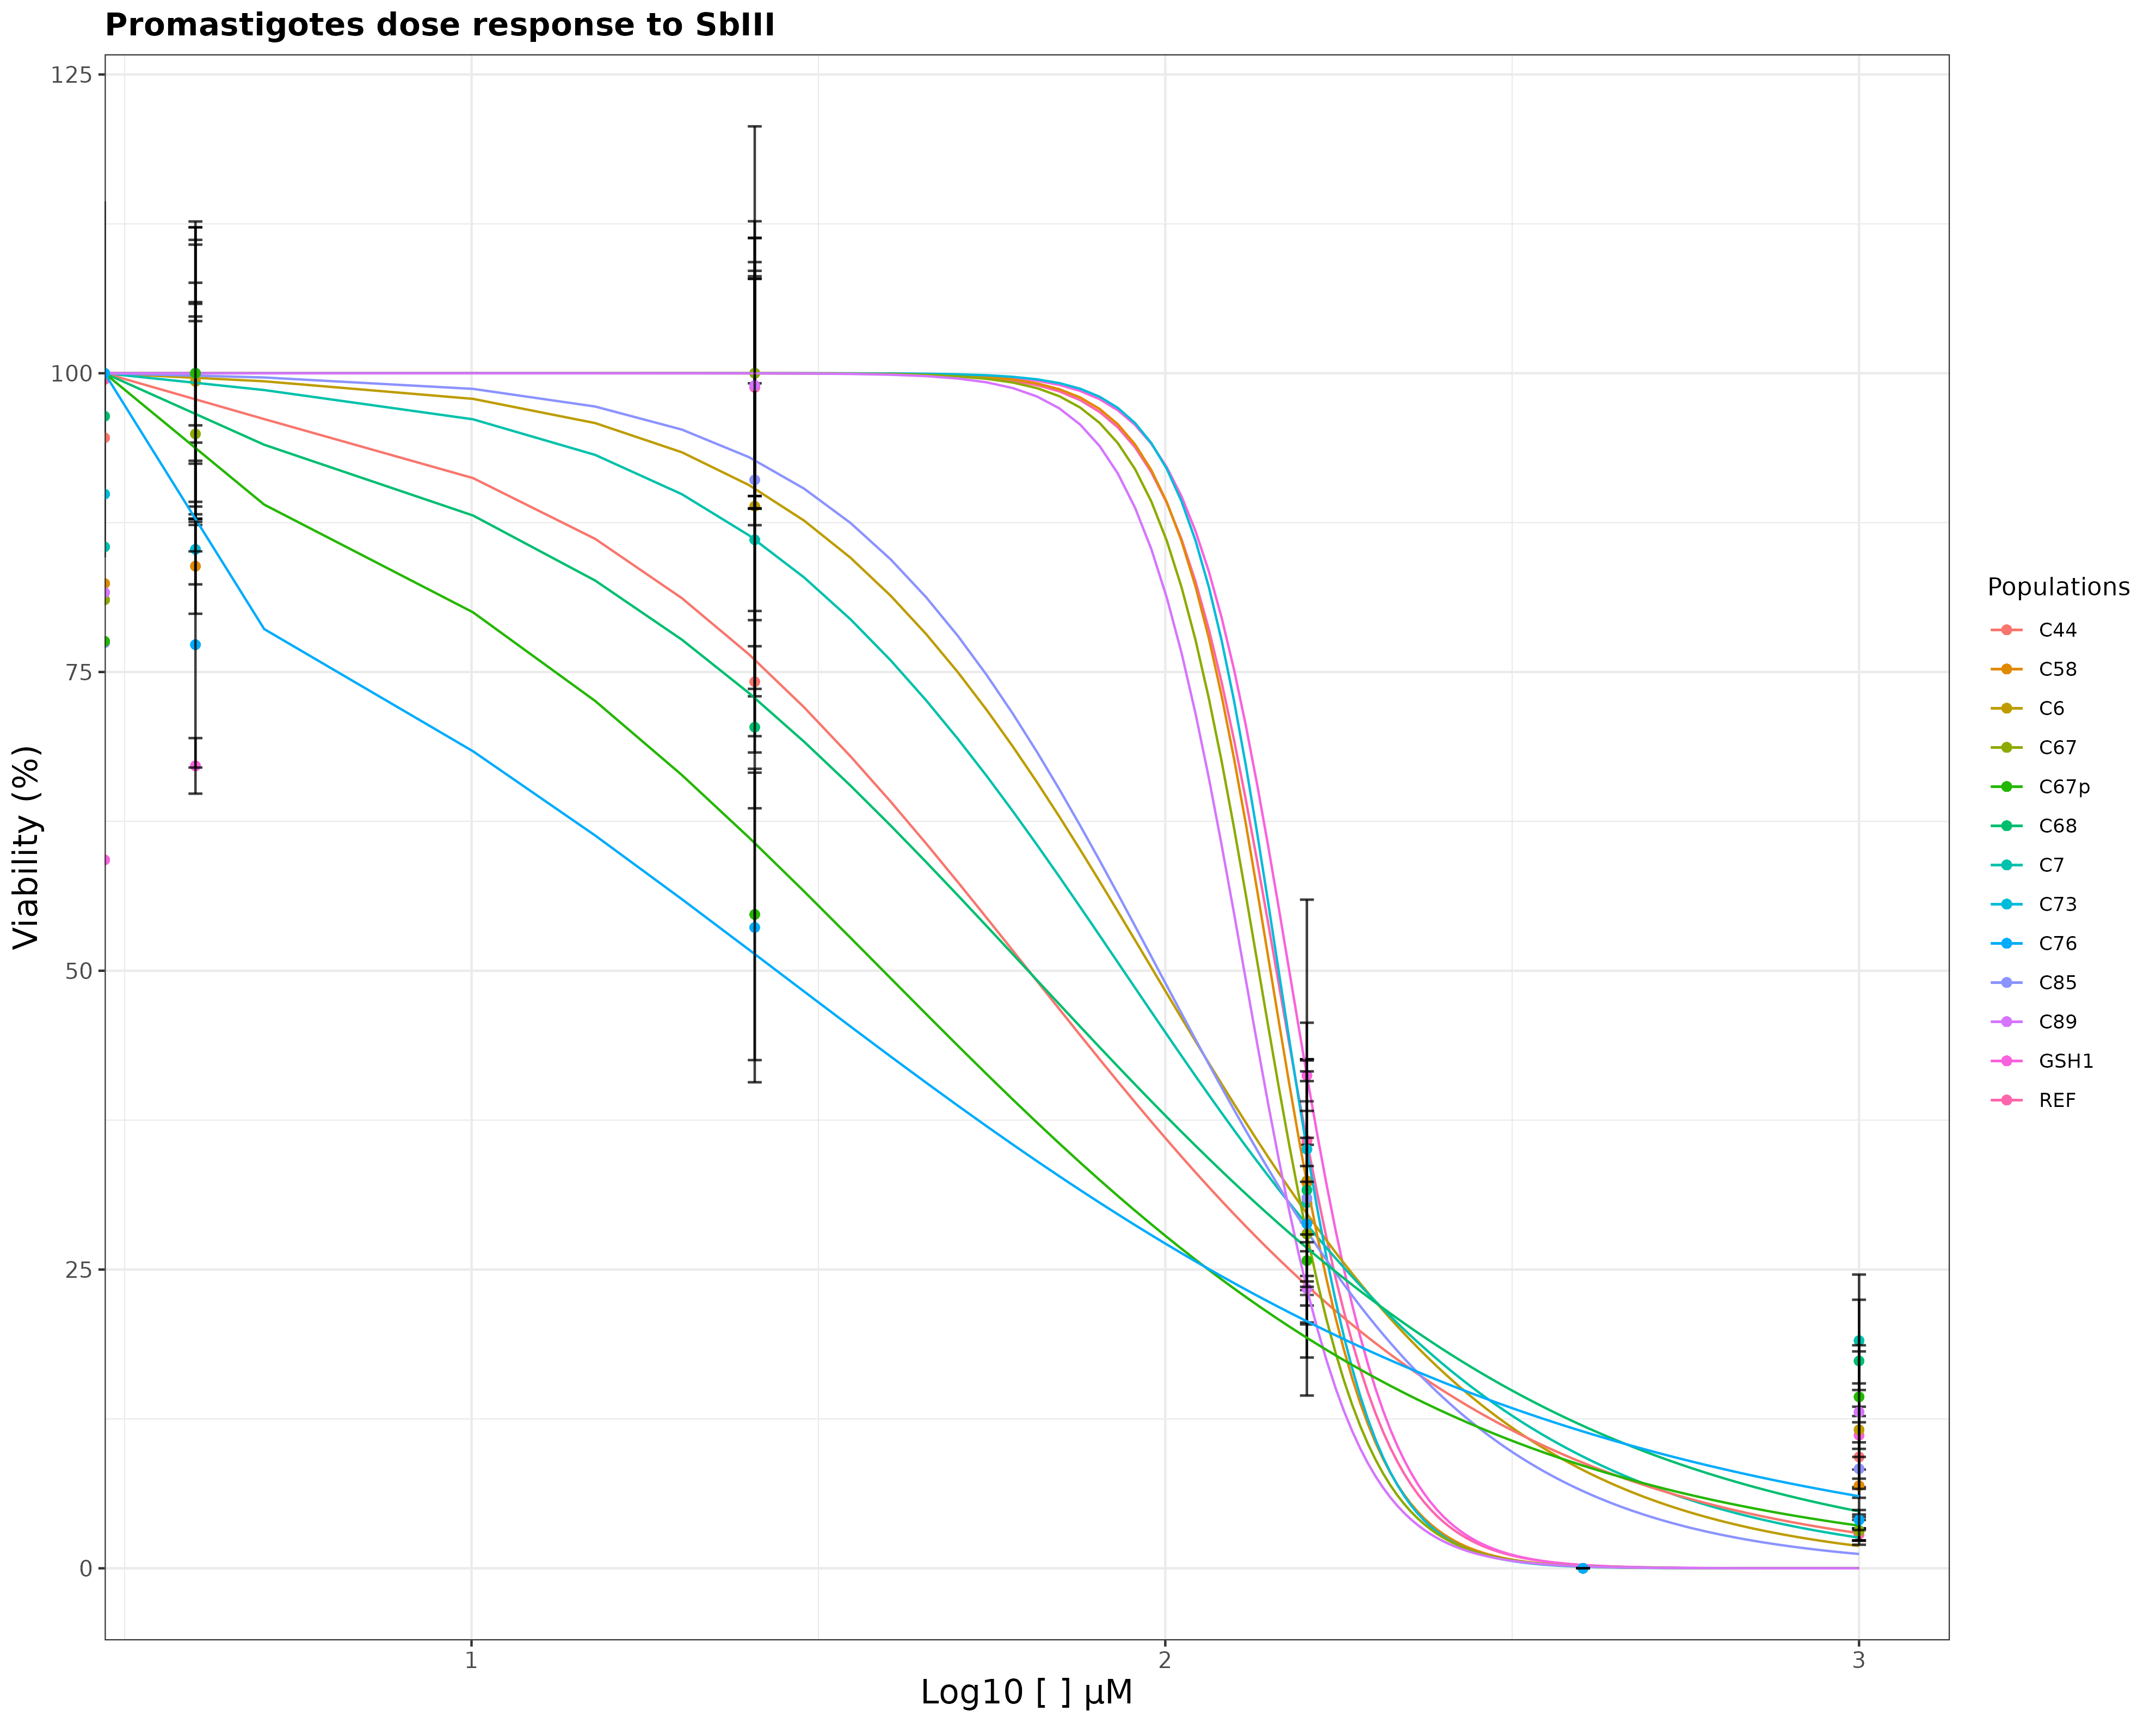 Promastigotes dose response to SbIII
125
100
75
50
25
0
Viability (%)
1
2
3
Log10 [ ] µM
Populations
C44
C58
C6
C67
C67p
C68
C7
C73
C76
C85
C89
GSH1
REF